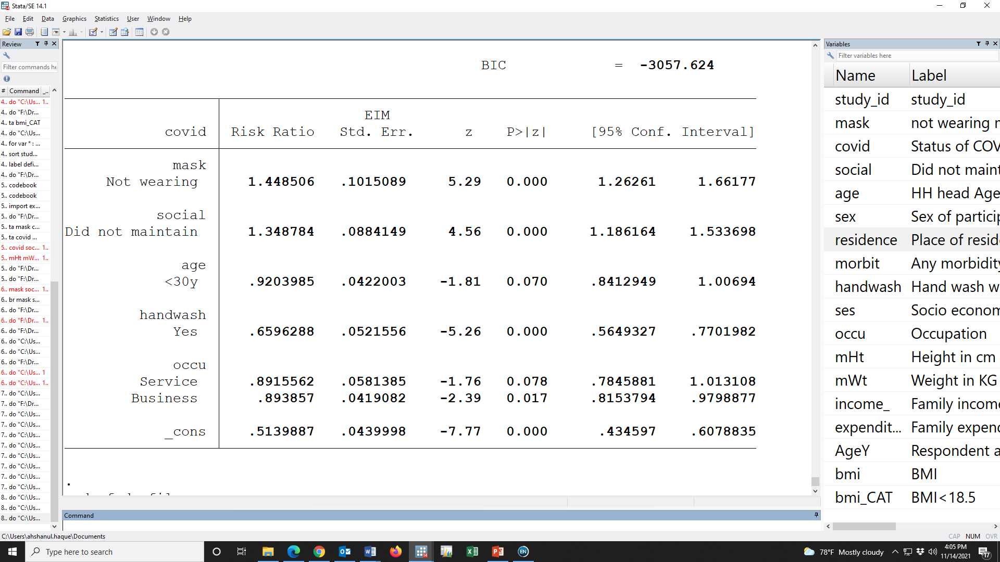 Stata/SE 14.1
File Edit Data Graphics Statistics User Window Help
Review
Filter commands he
# Command _..
4.. do "C:\Us... 1..
4.. do "F:\Dr...
4.. ta bmi_CAT
4.. do "C:\Us...
4.. for var * : ...
4.. sort stud...
4.. label defi...
4.. do "F:\Dr...
5.. codebook
5.. codebook
5.. import ex...
5.. do "F:\Dr...
5.. ta mask c...
5.. ta covid ...
5.. covid soc... 1..
5.. mHt mW... 1..
5.. do "F:\Dr...
5.. do "F:\Dr...
6.. mask soc... 1..
6.. br mask s...
6.. do "F:\Dr...
6.. do "F:\Dr... 1..
6.. do "F:\Dr...
6.. do "C:\Us...
6.. do "C:\Us...
6.. do "F:\Dr...
6.. do "C:\Us... 1
6.. do "C:\Us... 1..
7.. do "C:\Us...
7.. do "F:\Dr...
7.. do "C:\Us...
7.. do "C:\Us...
7.. do "C:\Us...
7.. do "C:\Us...
7.. do "C:\Us...
7.. do "C:\Us...
7.. do "C:\Us...
7.. do "C:\Us...
8.. do "C:\Us...
8.. do "C:\Us...
8.. do "C:\Us...
BIC = -3057.624
EIM
covid Risk Ratio Std. Err. z P>|z| [95% Conf. Interval]
mask
Not wearing 1.448506 .1015089 5.29 0.000 1.26261 1.66177
social
Did not maintain 1.348784 .0884149 4.56 0.000 1.186164 1.533698
age
<30y .9203985 .0422003 -1.81 0.070 .8412949 1.00694
handwash
Yes .6596288 .0521556 -5.26 0.000 .5649327 .7701982
occu
Service .8915562 .0581385 -1.76 0.078 .7845881 1.013108
Business .893857 .0419082 -2.39 0.017 .8153794 .9798877
_cons .5139887 .0439998 -7.77 0.000 .434597 .6078835
.
Command
Variables
Filter variables here
Name Label
study_id study_id
mask not wearing
covid Status of COV
social Did not maint
age HH head Age
sex Sex of particip
residence Place of resid
morbit Any morbidity
handwash Hand wash w
ses Socio econom
occu Occupation
mHt Height in cm
mWt Weight in KG
income_ Family income
expendit... Family expend
AgeY Respondent a
bmi BMI
bmi_CAT BMI<18.5
C:\Users\ahshanul.haque\Documents
CAP NUM OVR
Type here to search
14
EN
78°F Mostly cloudy
4:05 PM
11/14/2021
17